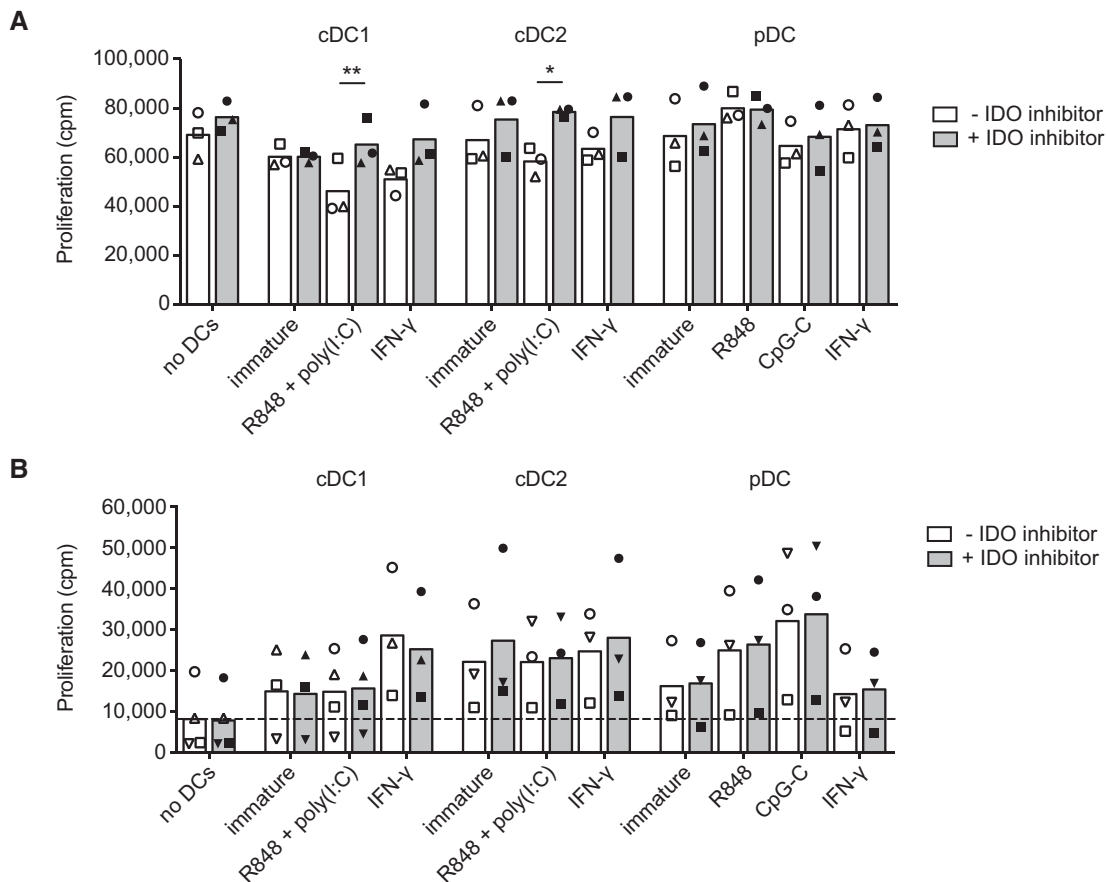 A
cDC1 cDC2 pDC
** *
100,000
80,000
60,000
40,000
20,000
0
Proliferation (cpm)
- IDO inhibitor
+ IDO inhibitor
no DCs
immature
R848 + poly(I:C)
IFN-γ
immature
R848 + poly(I:C)
IFN-γ
immature
R848
CpG-C
IFN-γ
B
cDC1 cDC2 pDC
60,000
50,000
40,000
30,000
20,000
10,000
0
Proliferation (cpm)
- IDO inhibitor
+ IDO inhibitor
no DCs
immature
R848 + poly(I:C)
IFN-γ
immature
R848 + poly(I:C)
IFN-γ
immature
R848
CpG-C
IFN-γ